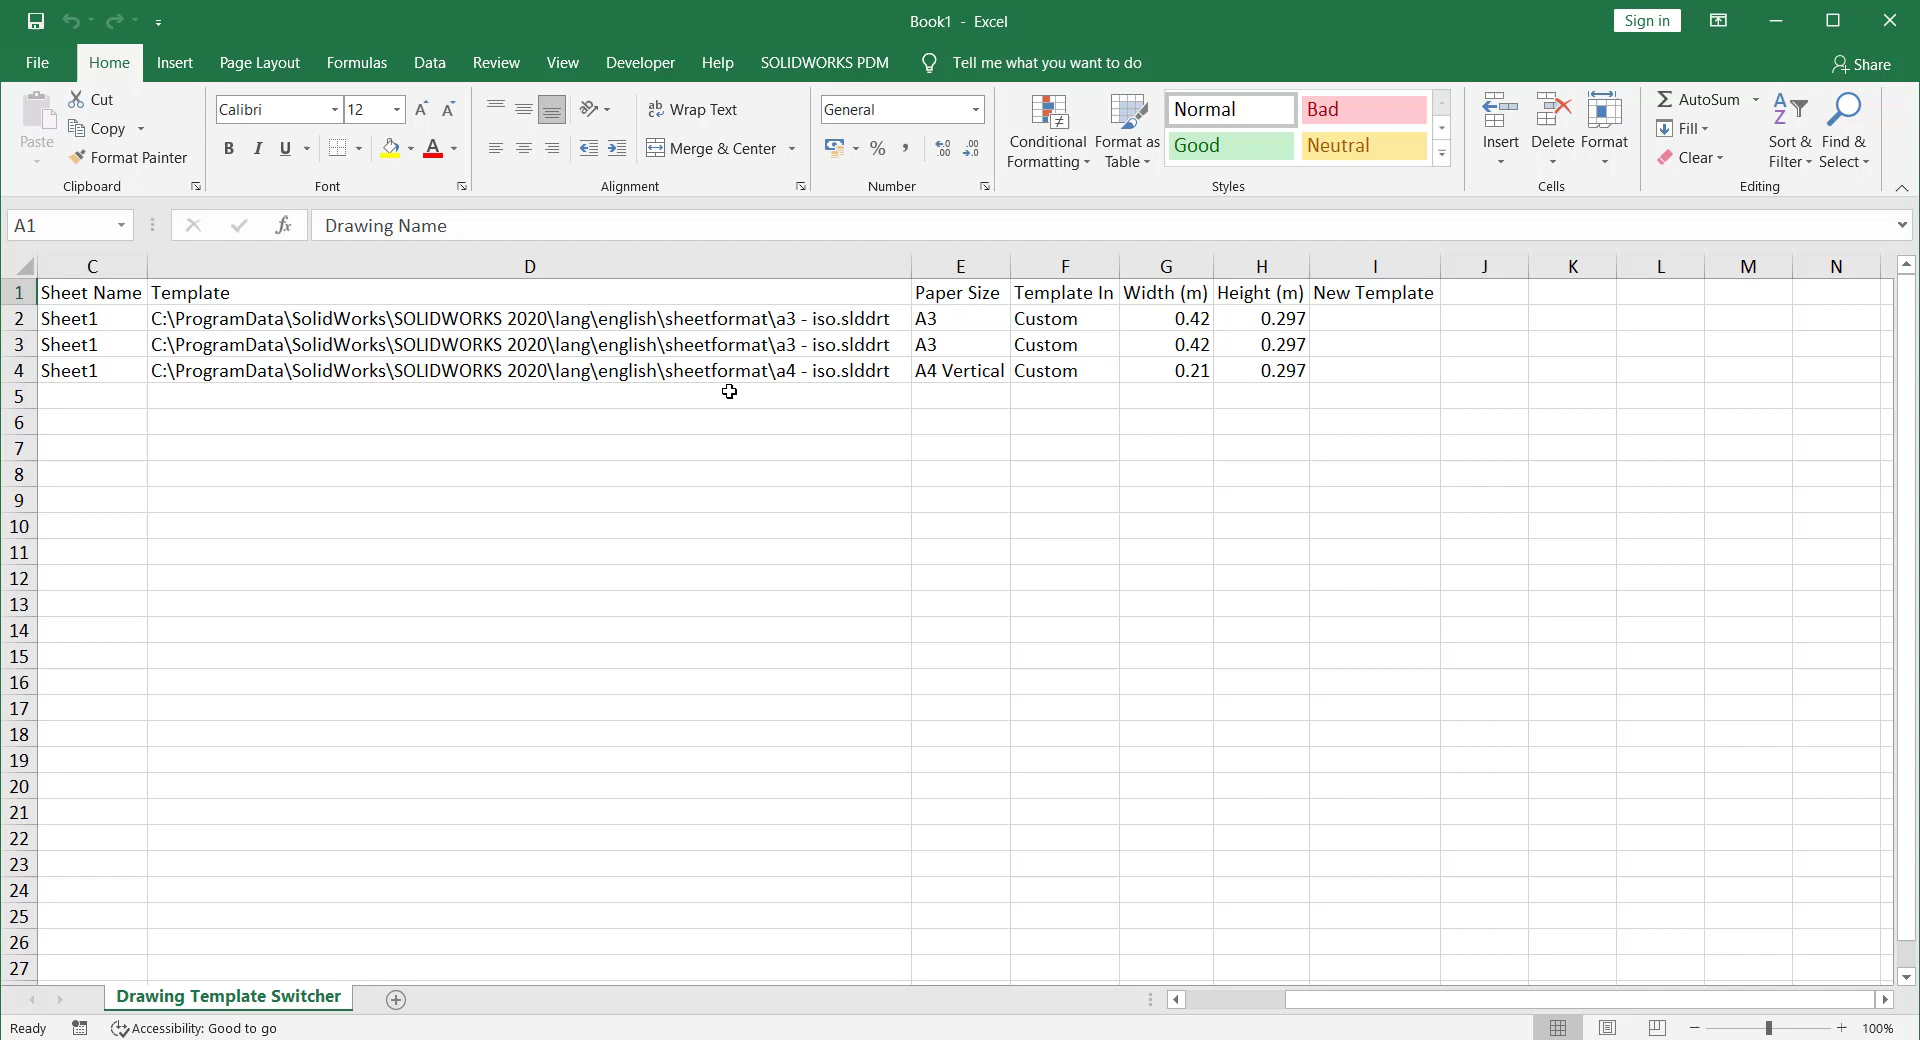 Book1 - Excel
Sign in
File Home Insert Page Layout Formulas Data Review View Developer Help SOLIDWORKS PDM Tell me what you want to do Share
Paste
Cut
Copy
Format Painter
Clipboard
Calibri 12
B I U A
Font
ab Wrap Text
Merge & Center
Alignment
General
% , .00
Number
Conditional Formatting
Format as Table
Normal Bad
Good Neutral
Styles
Insert Delete Format
Cells
AutoSum
Fill
Clear
Sort & Filter
Find & Select
Editing
A1 fx Drawing Name
C D E F G H I J K L M N
1 Sheet Name Template Paper Size Template In Width (m) Height (m) New Template
2 Sheet1 C:\ProgramData\SolidWorks\SOLIDWORKS 2020\lang\english\sheetformat\a3 - iso.slddrt A3 Custom 0.42 0.297
3 Sheet1 C:\ProgramData\SolidWorks\SOLIDWORKS 2020\lang\english\sheetformat\a3 - iso.slddrt A3 Custom 0.42 0.297
4 Sheet1 C:\ProgramData\SolidWorks\SOLIDWORKS 2020\lang\english\sheetformat\a4 - iso.slddrt A4 Vertical Custom 0.21 0.297
5
6
7
8
9
10
11
12
13
14
15
16
17
18
19
20
21
22
23
24
25
26
27
Drawing Template Switcher
Ready Accessibility: Good to go 100%